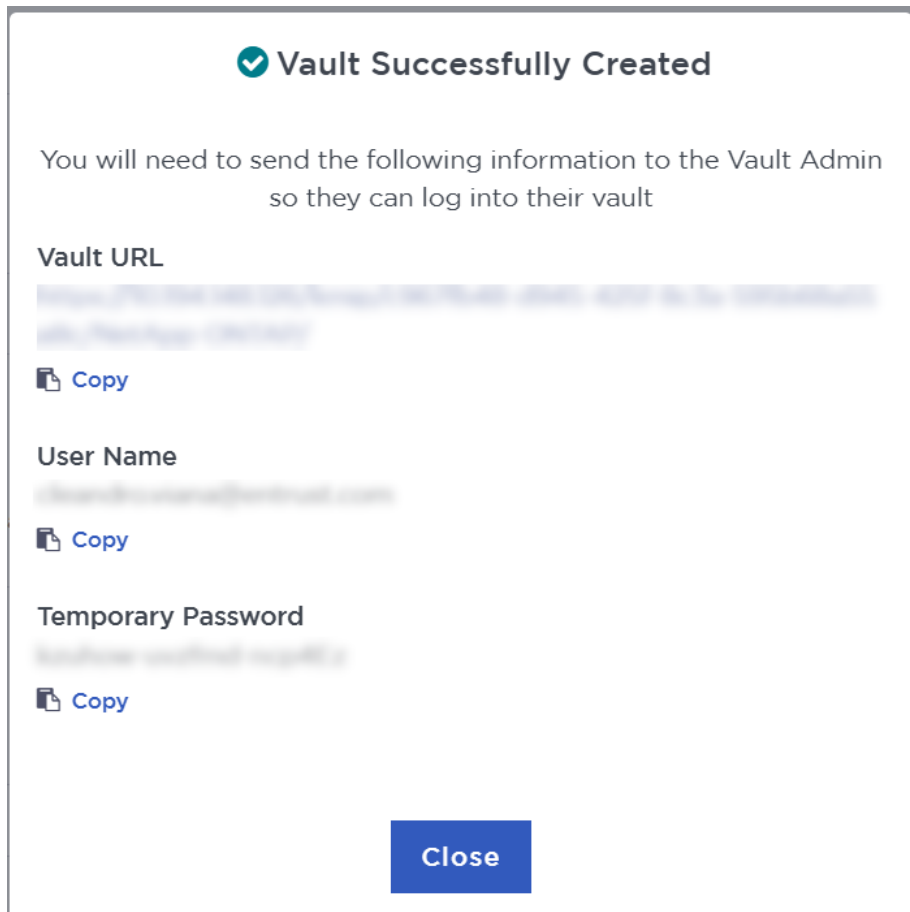 Vault Successfully Created
You will need to send the following information to the Vault Admin
so they can log into their vault
Vault URL
Copy
User Name
Copy
Temporary Password
Copy
Close